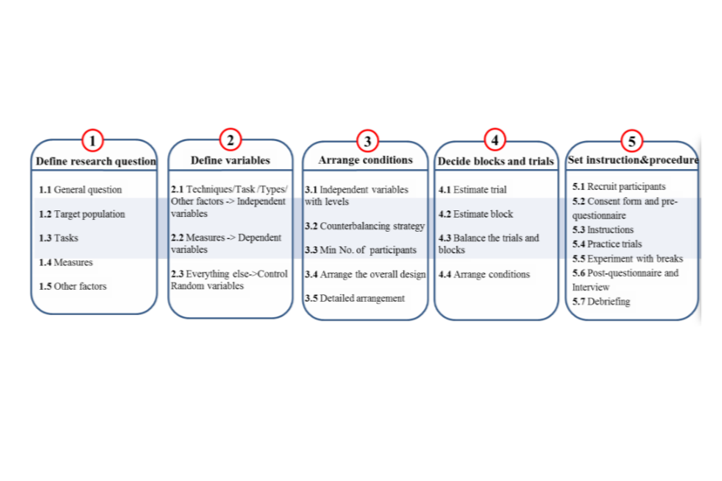 1
Define research question
1.1 General question
1.2 Target population
1.3 Tasks
1.4 Measures
1.5 Other factors
2
Define variables
2.1 Techniques/Task /Types/
Other factors -> Independent
variables
2.2 Measures -> Dependent
variables
2.3 Everything else->Control
Random variables
3
Arrange conditions
3.1 Independent variables
with levels
3.2 Counterbalancing strategy
3.3 Min No. of participants
3.4 Arrange the overall design
3.5 Detailed arrangement
4
Decide blocks and trials
4.1 Estimate trial
4.2 Estimate block
4.3 Balance the trials and
blocks
4.4 Arrange conditions
5
Set instruction&procedure
5.1 Recruit participants
5.2 Consent form and pre-
questionnaire
5.3 Instructions
5.4 Practice trials
5.5 Experiment with breaks
5.6 Post-questionnaire and
Interview
5.7 Debriefing